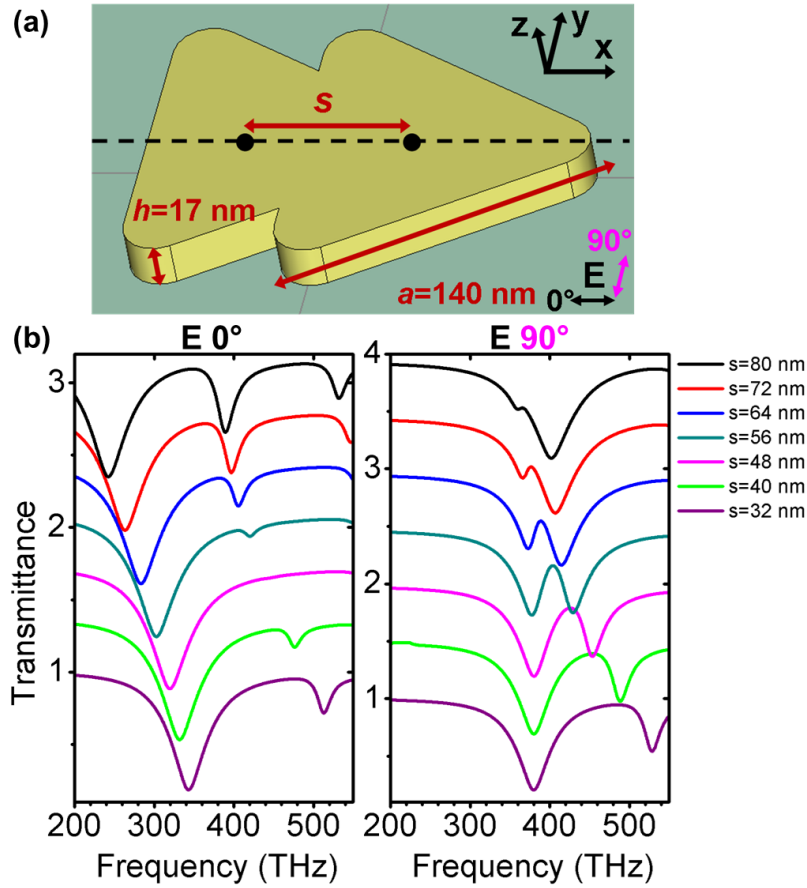 (a)
z y x
s
h=17 nm
a=140 nm
90°
E
0°
(b)
E 0°
E 90°
Transmittance
3
2
1
4
3
2
1
200 300 400 500
200 300 400 500
Frequency (THz)
Frequency (THz)
s=80 nm
s=72 nm
s=64 nm
s=56 nm
s=48 nm
s=40 nm
s=32 nm